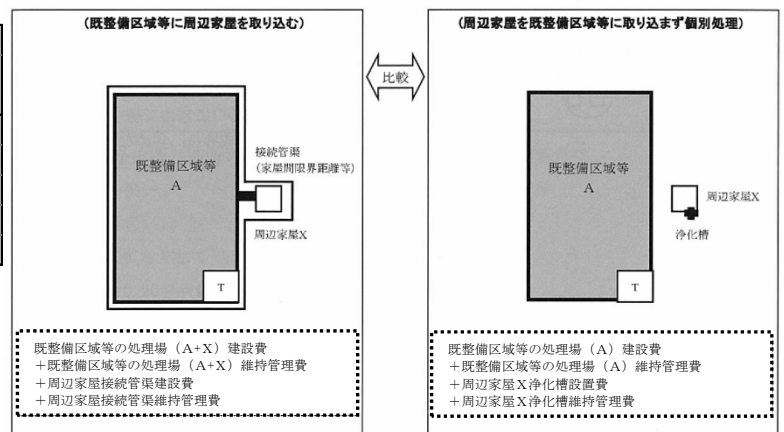 (既整備区域等に周辺家屋を取り込む)
既整備区域等
A
接続管渠
(家屋間限界距離等)
周辺家屋X
T
既整備区域等の処理場（A+X）建設費
＋既整備区域等の処理場（A+X）維持管理費
＋周辺家屋接続管渠建設費
＋周辺家屋接続管渠維持管理費
比較
(周辺家屋を既整備区域等に取り込まず個別処理)
既整備区域等
A
周辺家屋X
浄化槽
T
既整備区域等の処理場（A）建設費
＋既整備区域等の処理場（A）維持管理費
＋周辺家屋X浄化槽設置費
＋周辺家屋X浄化槽維持管理費